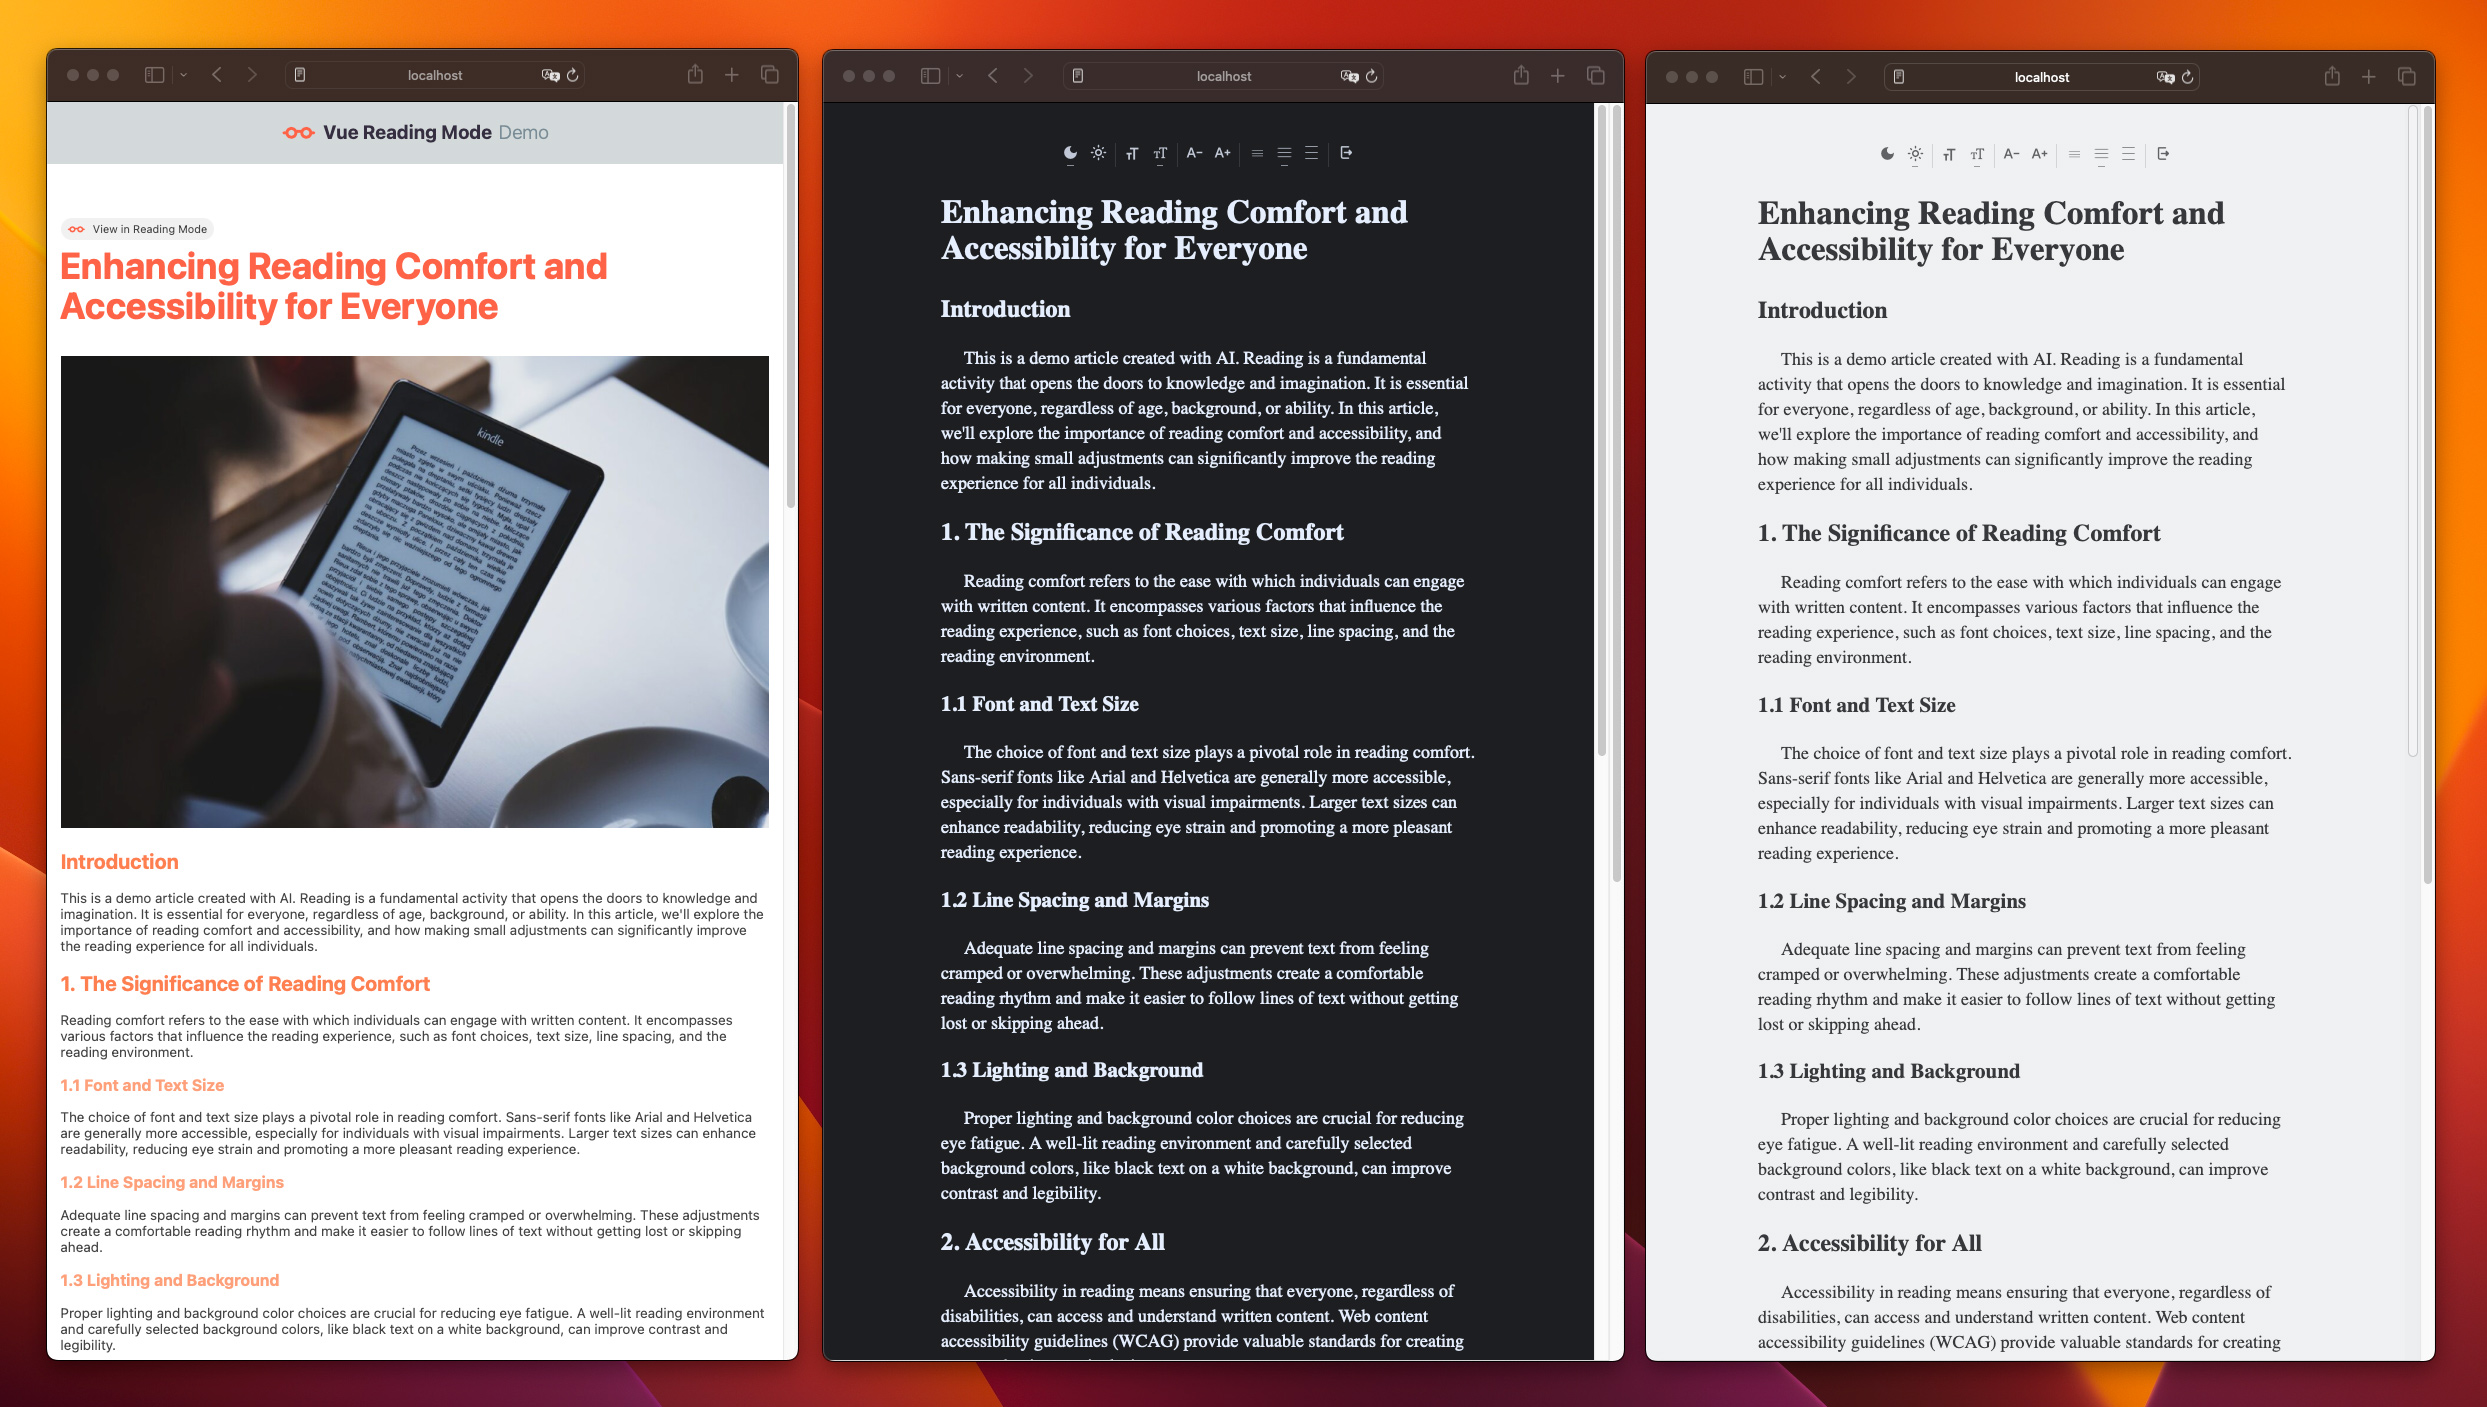 localhost
Vue Reading Mode Demo
View in Reading Mode
Enhancing Reading Comfort and
Accessibility for Everyone
kindle
Introduction
This is a demo article created with AI. Reading is a fundamental activity that opens the doors to knowledge and
imagination. It is essential for everyone, regardless of age, background, or ability. In this article, we'll explore the
importance of reading comfort and accessibility, and how making small adjustments can significantly improve
the reading experience for all individuals.
1. The Significance of Reading Comfort
Reading comfort refers to the ease with which individuals can engage with written content. It encompasses
various factors that influence the reading experience, such as font choices, text size, line spacing, and the
reading environment.
1.1 Font and Text Size
The choice of font and text size plays a pivotal role in reading comfort. Sans-serif fonts like Arial and Helvetica
are generally more accessible, especially for individuals with visual impairments. Larger text sizes can enhance
readability, reducing eye strain and promoting a more pleasant reading experience.
1.2 Line Spacing and Margins
Adequate line spacing and margins can prevent text from feeling cramped or overwhelming. These adjustments
create a comfortable reading rhythm and make it easier to follow lines of text without getting lost or skipping
ahead.
1.3 Lighting and Background
Proper lighting and background color choices are crucial for reducing eye fatigue. A well-lit reading environment
and carefully selected background colors, like black text on a white background, can improve contrast and
legibility.
localhost
TT TT A- A+
Enhancing Reading Comfort and
Accessibility for Everyone
Introduction
This is a demo article created with AI. Reading is a fundamental
activity that opens the doors to knowledge and imagination. It is essential
for everyone, regardless of age, background, or ability. In this article,
we'll explore the importance of reading comfort and accessibility, and
how making small adjustments can significantly improve the reading
experience for all individuals.
1. The Significance of Reading Comfort
Reading comfort refers to the ease with which individuals can engage
with written content. It encompasses various factors that influence the
reading experience, such as font choices, text size, line spacing, and the
reading environment.
1.1 Font and Text Size
The choice of font and text size plays a pivotal role in reading comfort.
Sans-serif fonts like Arial and Helvetica are generally more accessible,
especially for individuals with visual impairments. Larger text sizes can
enhance readability, reducing eye strain and promoting a more pleasant
reading experience.
1.2 Line Spacing and Margins
Adequate line spacing and margins can prevent text from feeling
cramped or overwhelming. These adjustments create a comfortable
reading rhythm and make it easier to follow lines of text without getting
lost or skipping ahead.
1.3 Lighting and Background
Proper lighting and background color choices are crucial for reducing
eye fatigue. A well-lit reading environment and carefully selected
background colors, like black text on a white background, can improve
contrast and legibility.
2. Accessibility for All
Accessibility in reading means ensuring that everyone, regardless of
disabilities, can access and understand written content. Web content
accessibility guidelines (WCAG) provide valuable standards for creating
localhost
TT TT A- A+
Enhancing Reading Comfort and
Accessibility for Everyone
Introduction
This is a demo article created with AI. Reading is a fundamental
activity that opens the doors to knowledge and imagination. It is essential
for everyone, regardless of age, background, or ability. In this article,
we'll explore the importance of reading comfort and accessibility, and
how making small adjustments can significantly improve the reading
experience for all individuals.
1. The Significance of Reading Comfort
Reading comfort refers to the ease with which individuals can engage
with written content. It encompasses various factors that influence the
reading experience, such as font choices, text size, line spacing, and the
reading environment.
1.1 Font and Text Size
The choice of font and text size plays a pivotal role in reading comfort.
Sans-serif fonts like Arial and Helvetica are generally more accessible,
especially for individuals with visual impairments. Larger text sizes can
enhance readability, reducing eye strain and promoting a more pleasant
reading experience.
1.2 Line Spacing and Margins
Adequate line spacing and margins can prevent text from feeling
cramped or overwhelming. These adjustments create a comfortable
reading rhythm and make it easier to follow lines of text without getting
lost or skipping ahead.
1.3 Lighting and Background
Proper lighting and background color choices are crucial for reducing
eye fatigue. A well-lit reading environment and carefully selected
background colors, like black text on a white background, can improve
contrast and legibility.
2. Accessibility for All
Accessibility in reading means ensuring that everyone, regardless of
disabilities, can access and understand written content. Web content
accessibility guidelines (WCAG) provide valuable standards for creating